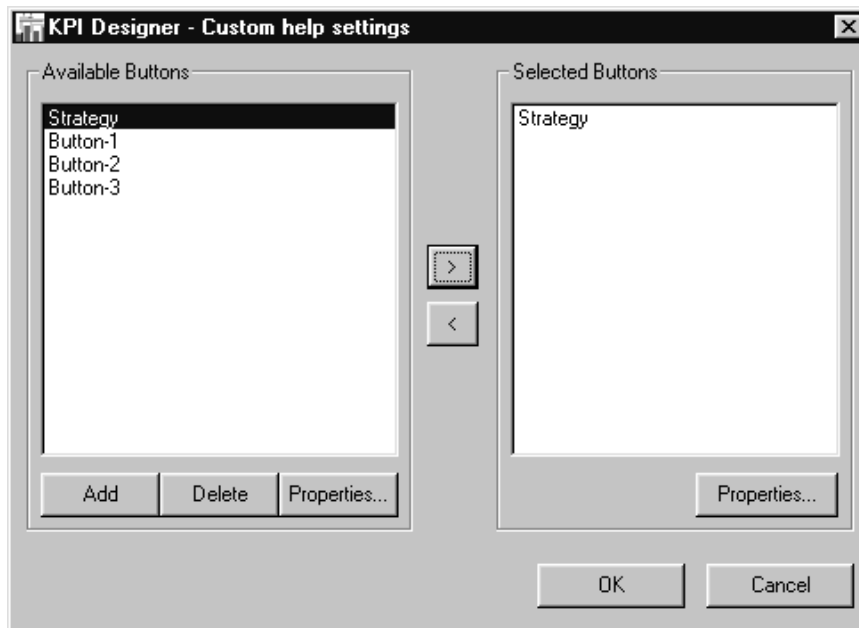 KPI Designer - Custom help settings
Available Buttons
Strategy
Button-1
Button-2
Button-3
Add
Delete
Properties...
>
<
Selected Buttons
Strategy
Properties...
OK
Cancel